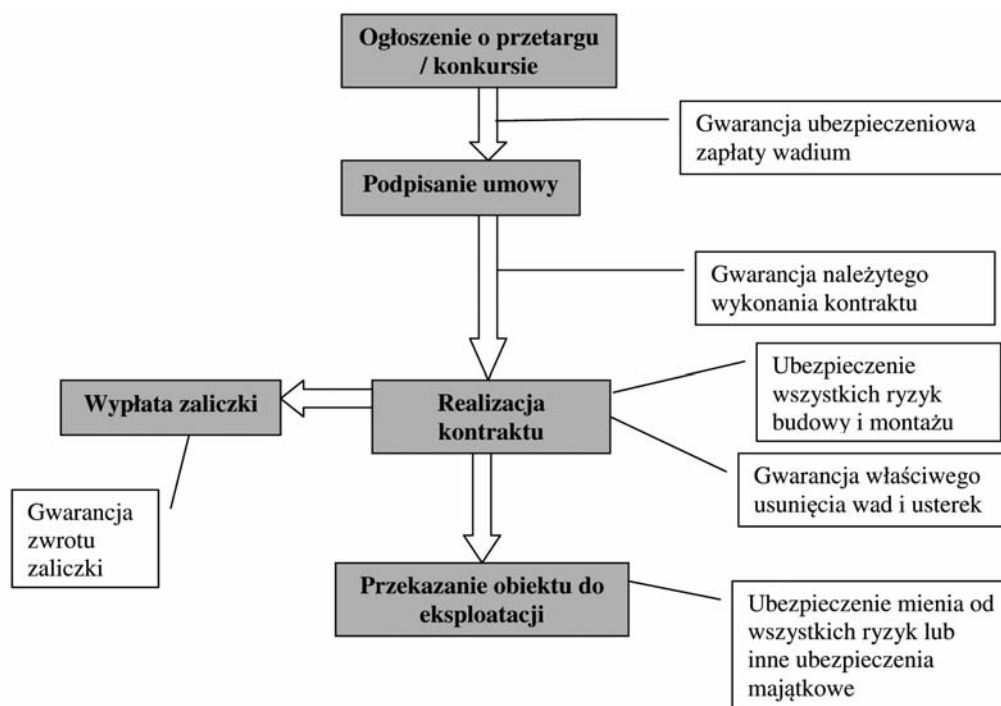 Ogłoszenie o przetargu
/ konkursie
Gwarancja ubezpieczeniowa
zapłaty wadium
Podpisanie umowy
Gwarancja należytego
wykonania kontraktu
Ubezpieczenie
wszystkich ryzyk
budowy i montażu
Wypłata zaliczki
Realizacja
kontraktu
Gwarancja właściwego
usunięcia wad i usterek
Gwarancja
zwrotu
zaliczki
Przekazanie obiektu do
eksploatacji
Ubezpieczenie mienia od
wszystkich ryzyk lub
inne ubezpieczenia
majątkowe